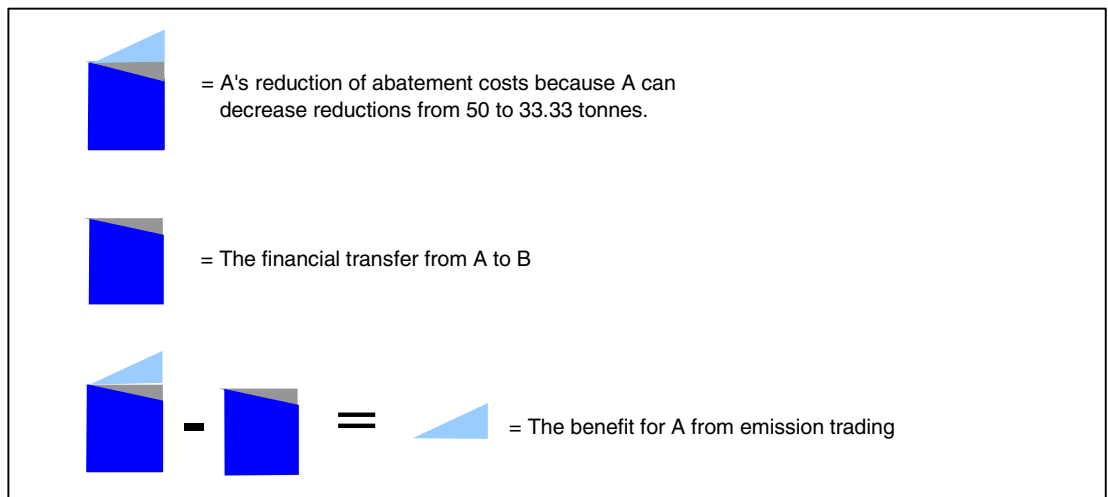 = A's reduction of abatement costs because A can
decrease reductions from 50 to 33.33 tonnes.
= The financial transfer from A to B
- = = The benefit for A from emission trading